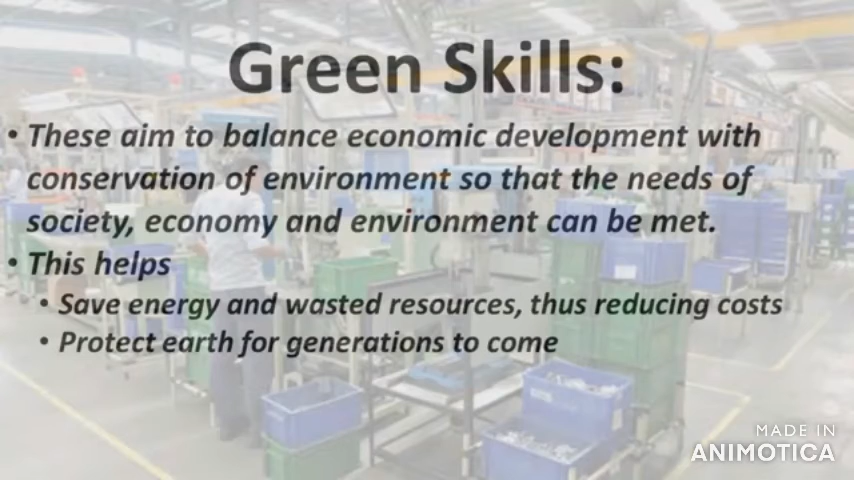 Green Skills:
• These aim to balance economic development with
conservation of environment so that the needs of
society, economy and environment can be met.
• This helps
• Save energy and wasted resources, thus reducing costs
• Protect earth for generations to come
MADE IN
ANIMOTICA